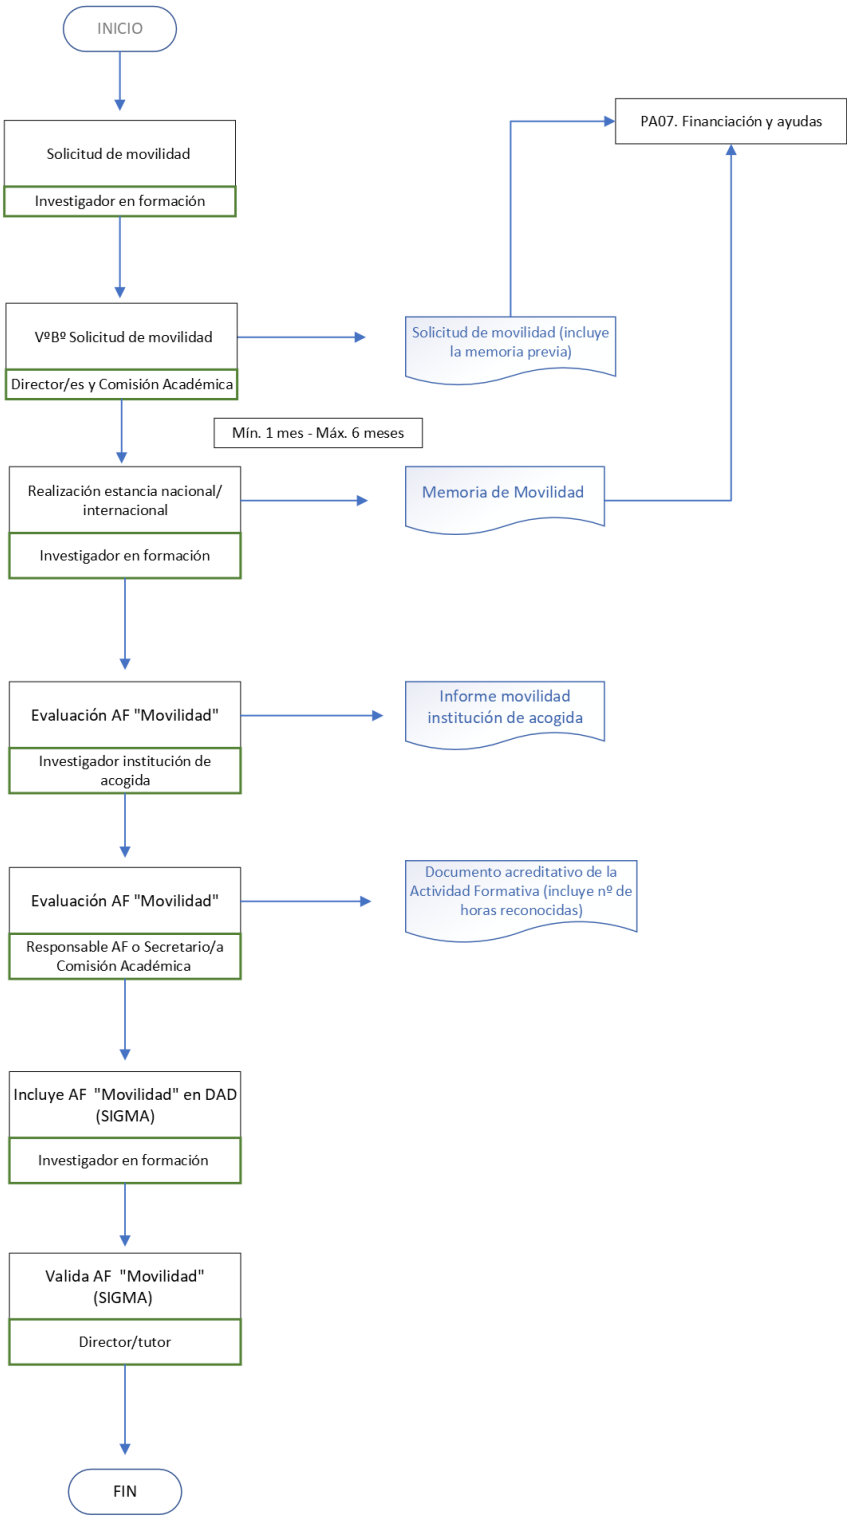 INICIO
PA07. Financiación y ayudas
Solicitud de movilidad
Investigador en formación
VºBº Solicitud de movilidad
Director/es y Comisión Académica
Solicitud de movilidad (incluye
la memoria previa)
Mín. 1 mes - Máx. 6 meses
Realización estancia nacional/
internacional
Investigador en formación
Memoria de Movilidad
Evaluación AF "Movilidad"
Investigador institución de
acogida
Informe movilidad
institución de acogida
Evaluación AF "Movilidad"
Responsable AF o Secretario/a
Comisión Académica
Documento acreditativo de la
Actividad Formativa (incluye nº de
horas reconocidas)
Incluye AF "Movilidad" en DAD
(SIGMA)
Investigador en formación
Valida AF "Movilidad"
(SIGMA)
Director/tutor
FIN